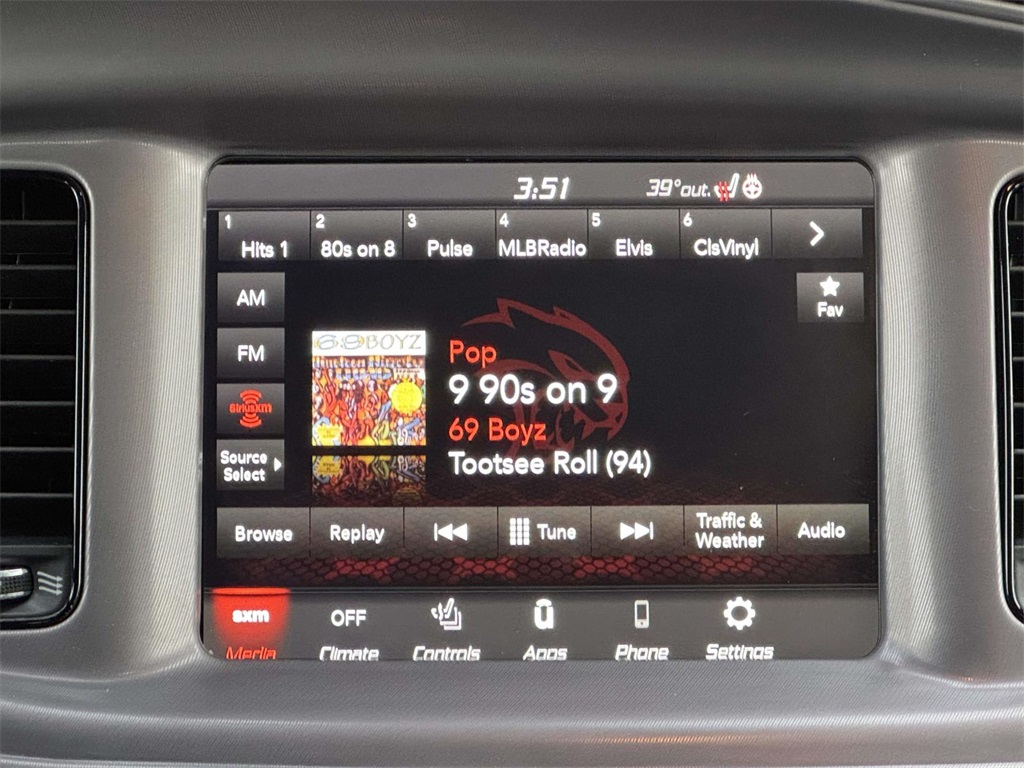 3:51 39°out.
1 2 3 4 5 6
Hits 1 80s on 8 Pulse MLBRadio Elvis ClsVinyl
AM
Fav
FM
69BOYZ
Pop
9 90s on 9
siriusxm
69 Boyz
Source
Select
Tootsee Roll (94)
Browse Replay Tune Traffic &
Weather Audio
sxm OFF
Media Climate Controls Apps Phone Settings